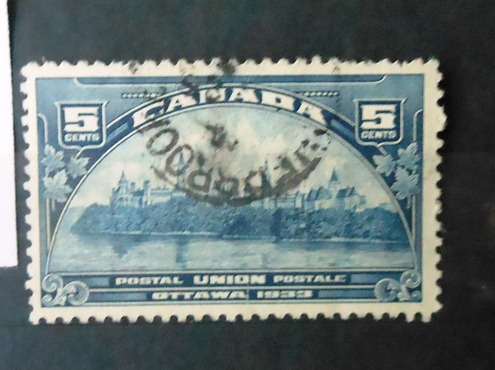 CANADA
5 CENTS
5 CENTS
POSTAL UNION POSTALE
OTTAWA 1933